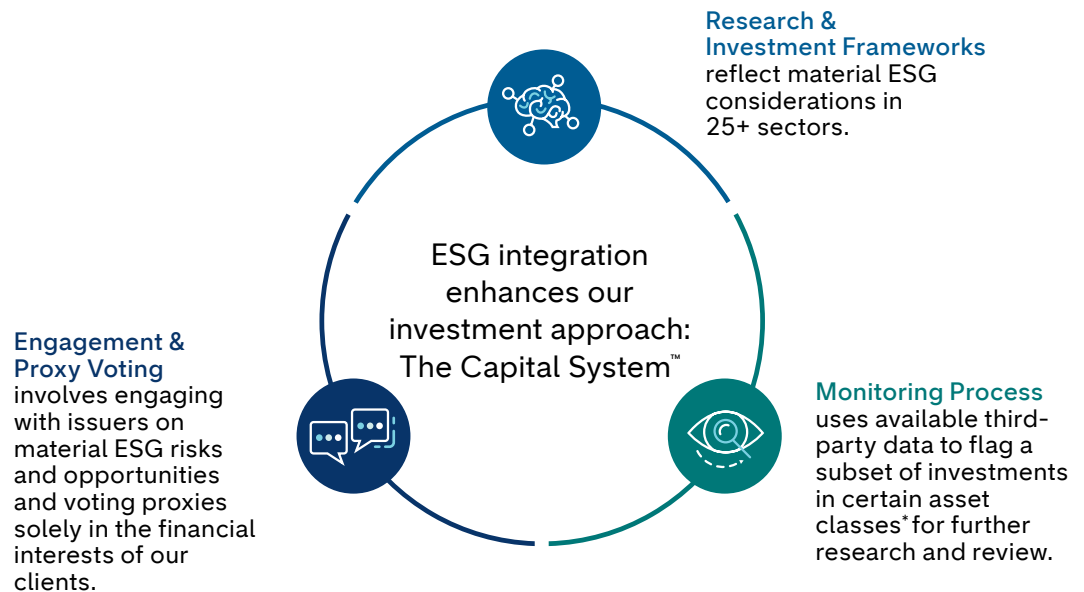 Research &
Investment Frameworks
reflect material ESG
considerations in
25+ sectors.
ESG integration
enhances our
investment approach:
The Capital System™
Engagement &
Proxy Voting
involves engaging
with issuers on
material ESG risks
and opportunities
and voting proxies
solely in the financial
interests of our
clients.
Monitoring Process
uses available third-
party data to flag a
subset of investments
in certain asset
classes* for further
research and review.